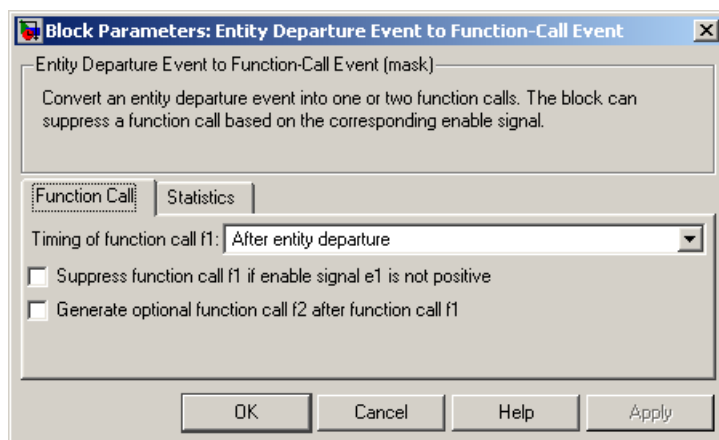 Block Parameters: Entity Departure Event to Function-Call Event
Entity Departure Event to Function-Call Event (mask)
Convert an entity departure event into one or two function calls. The block can
suppress a function call based on the corresponding enable signal.
Function Call Statistics
Timing of function call f1: After entity departure
Suppress function call f1 if enable signal e1 is not positive
Generate optional function call f2 after function call f1
OK Cancel Help Apply